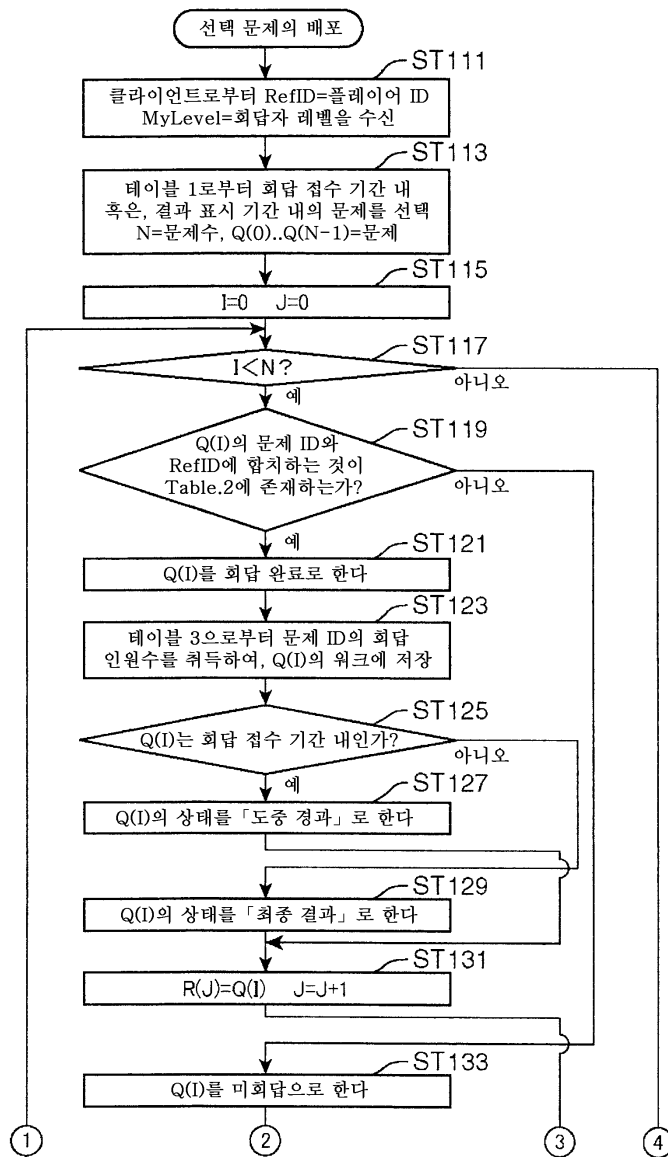 선택 문제의 배포
ST111
클라이언트로부터 RefID=플레이어 ID
MyLevel=회답자 레벨을 수신
ST113
테이블 1로부터 회답 접수 기간 내
혹은, 결과 표시 기간 내의 문제를 선택
N=문제수, Q(0)..Q(N-1)=문제
ST115
I=0 J=0
ST117
I<N?
아니오
예
ST119
Q(I)의 문제 ID와
RefID에 합치하는 것이
Table.2에 존재하는가?
아니오
예
ST121
Q(I)를 회답 완료로 한다
ST123
테이블 3으로부터 문제 ID의 회답
인원수를 취득하여, Q(I)의 워크에 저장
ST125
Q(I)는 회답 접수 기간 내인가?
아니오
예
ST127
Q(I)의 상태를「도중 경과」로 한다
ST129
Q(I)의 상태를「최종 결과」로 한다
ST131
R(J)=Q(I) J=J+1
ST133
Q(I)를 미회답으로 한다
1 2 3 4